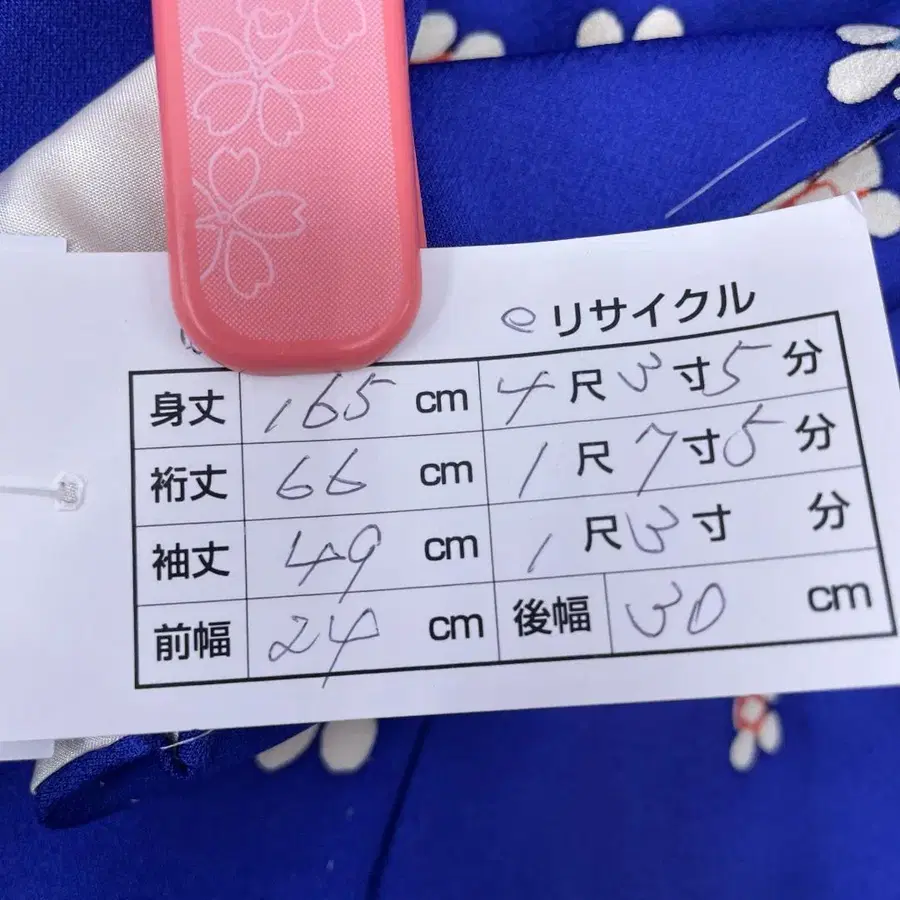 リサイクル
身丈 165 cm 4尺3寸5分
裄丈 66 cm 1尺7寸5分
袖丈 49 cm 1尺3寸 分
前幅 24 cm 後幅 30 cm